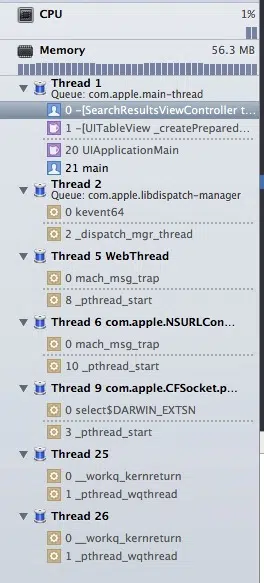 CPU 1%
Memory 56.3 MB
Thread 1
Queue: com.apple.main-thread
0 -[SearchResultsViewController t...
1 -[UITableView _createPrepared...
20 UIApplicationMain
21 main
Thread 2
Queue: com.apple.libdispatch-manager
0 kevent64
2 _dispatch_mgr_thread
Thread 5 WebThread
0 mach_msg_trap
8 _pthread_start
Thread 6 com.apple.NSURLCon...
0 mach_msg_trap
10 _pthread_start
Thread 9 com.apple.CFSocket.p...
0 select$DARWIN_EXTSN
3 _pthread_start
Thread 25
0 __workq_kernreturn
1 _pthread_wqthread
Thread 26
0 __workq_kernreturn
1 _pthread_wqthread